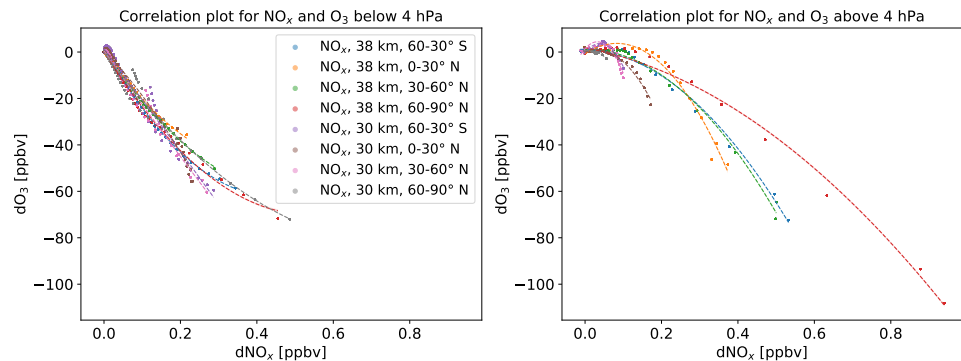 Correlation plot for NOx and O3 below 4 hPa
0
−20
−40
−60
−80
−100
dO3 [ppbv]
NOx, 38 km, 60-30° S
NOx, 38 km, 0-30° N
NOx, 38 km, 30-60° N
NOx, 38 km, 60-90° N
NOx, 30 km, 60-30° S
NOx, 30 km, 0-30° N
NOx, 30 km, 30-60° N
NOx, 30 km, 60-90° N
0.0 0.2 0.4 0.6 0.8
dNOx [ppbv]
Correlation plot for NOx and O3 above 4 hPa
0
−20
−40
−60
−80
−100
dO3 [ppbv]
0.0 0.2 0.4 0.6 0.8
dNOx [ppbv]